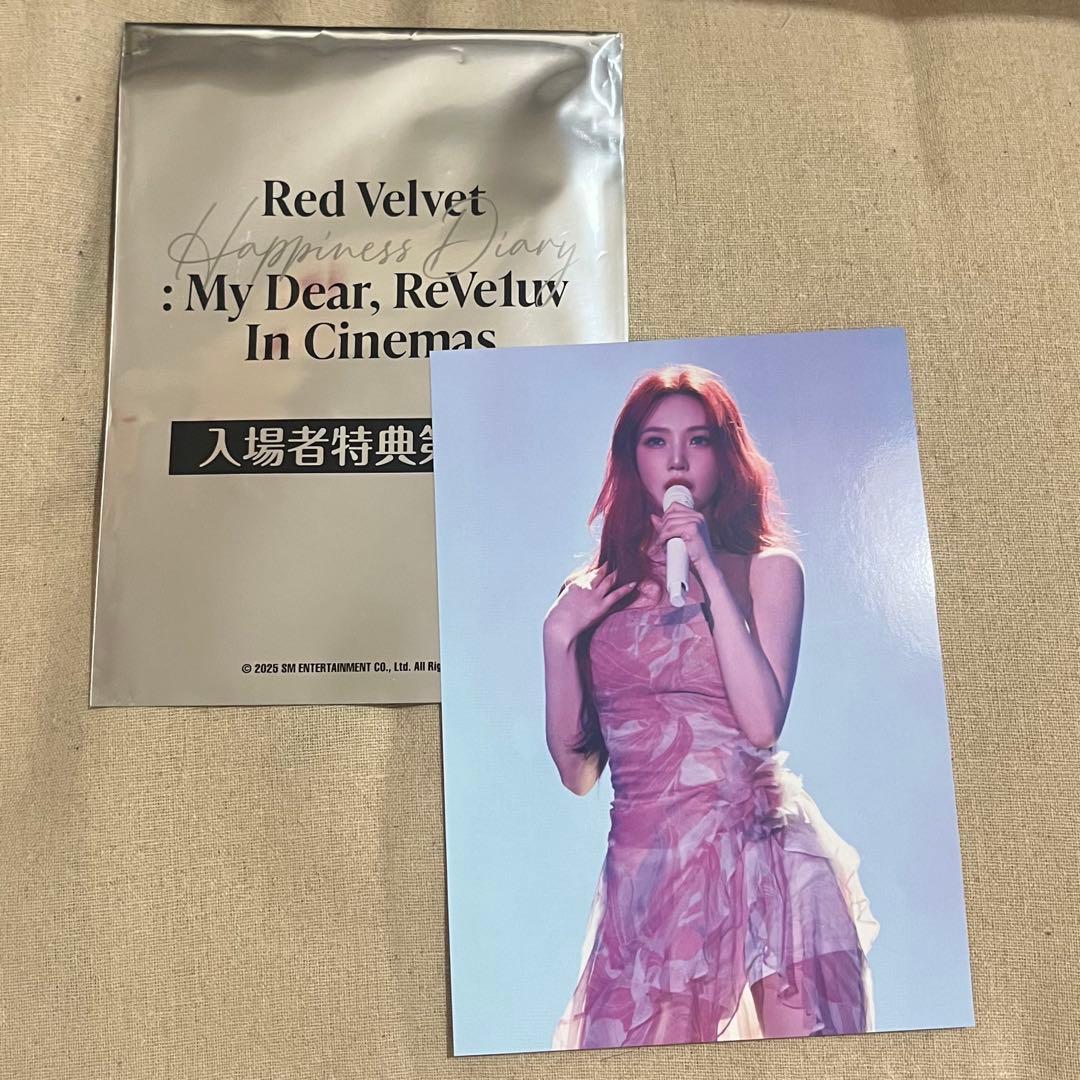 Red Velvet
Happiness Diary
: My Dear, ReVe1uv
In Cinemas
入場者特典第
© 2025 SM ENTERTAINMENT CO., Ltd. All